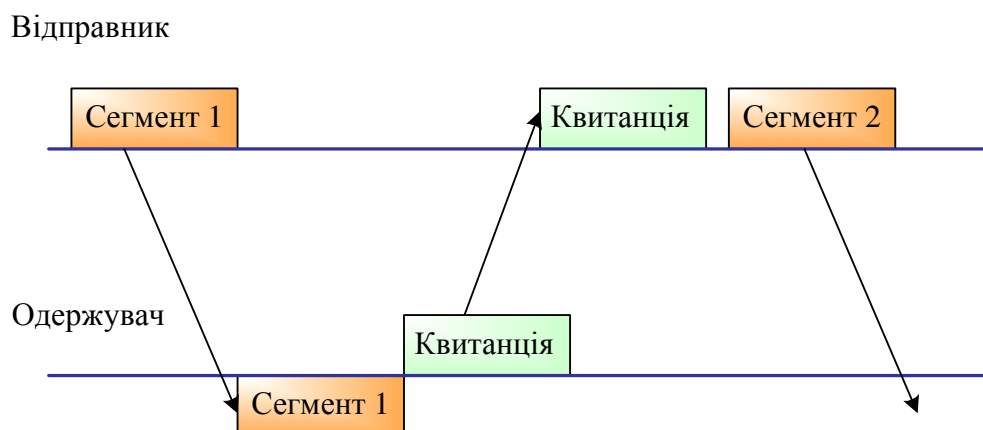 Відправник
Сегмент 1
Квитанція
Сегмент 2
Одержувач
Квитанція
Сегмент 1